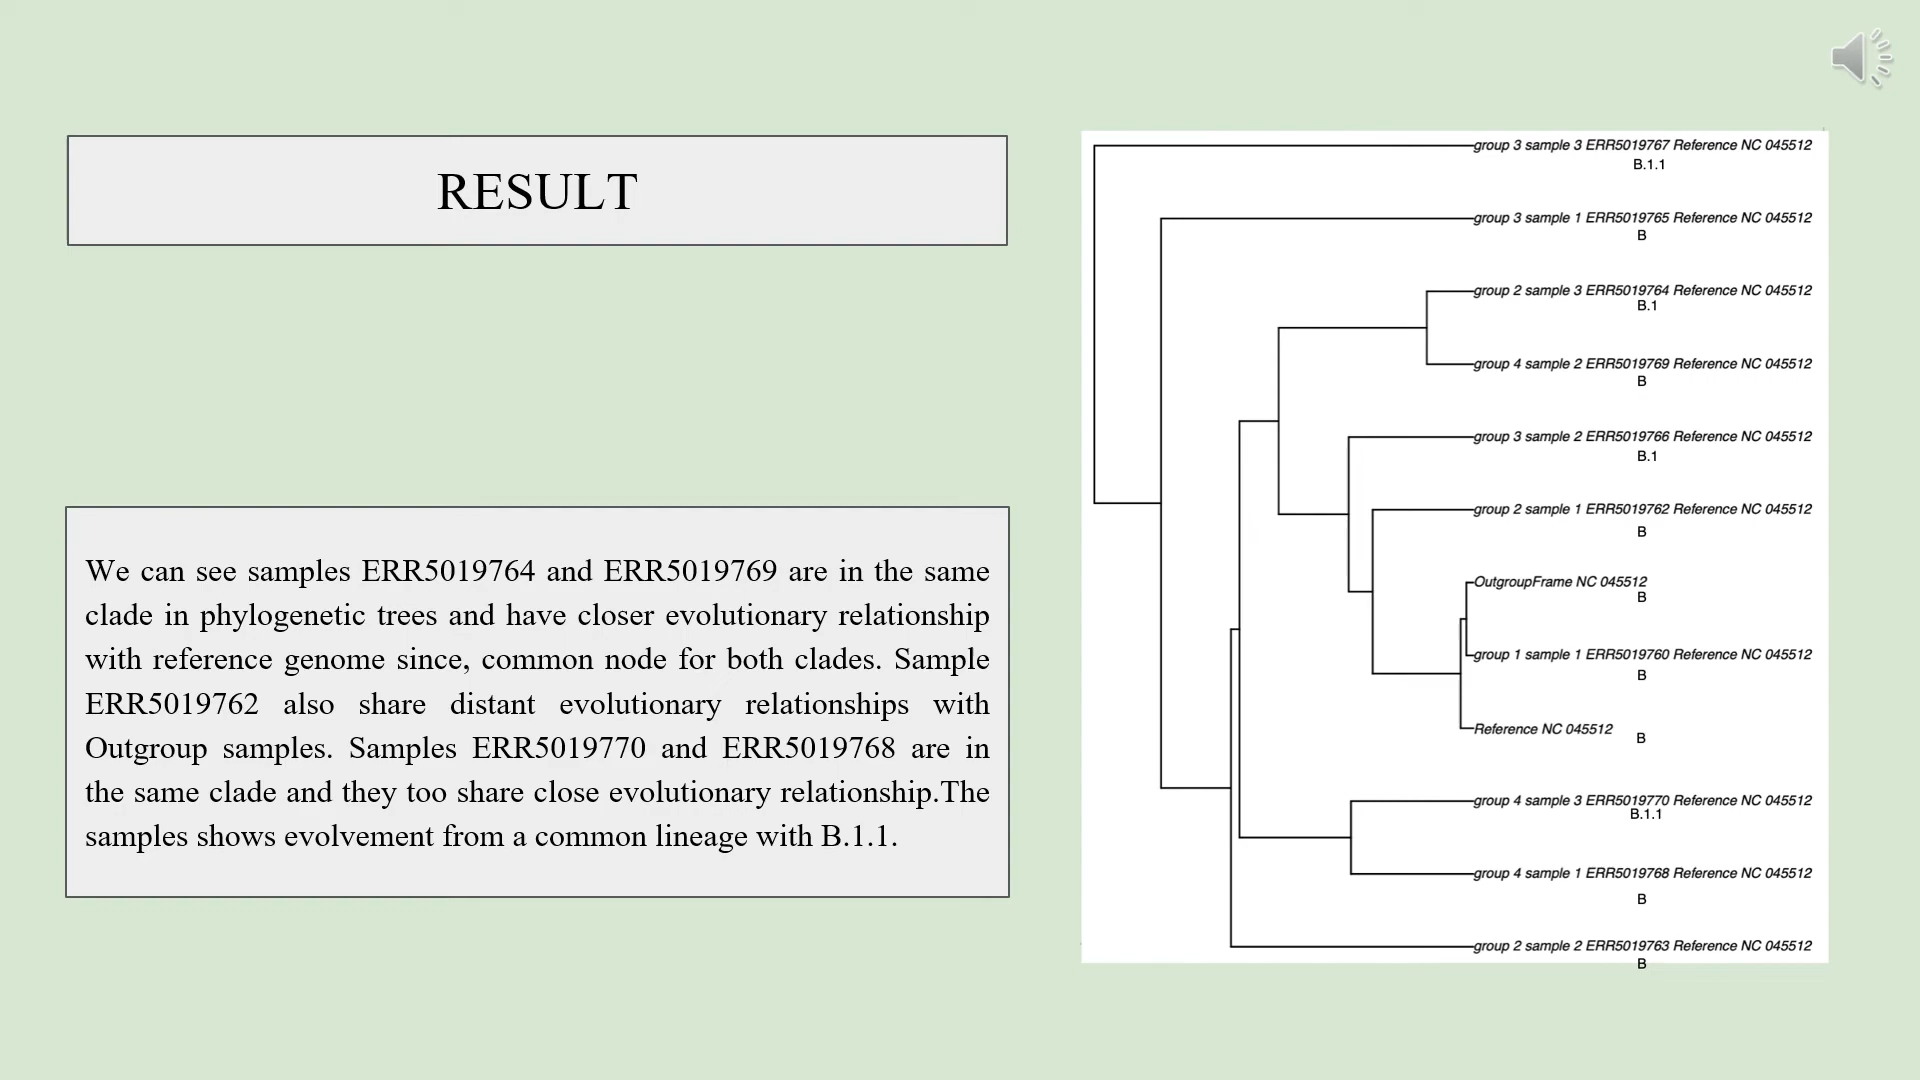 RESULT
We can see samples ERR5019764 and ERR5019769 are in the same
clade in phylogenetic trees and have closer evolutionary relationship
with reference genome since, common node for both clades. Sample
ERR5019762 also share distant evolutionary relationships with
Outgroup samples. Samples ERR5019770 and ERR5019768 are in
the same clade and they too share close evolutionary relationship.The
samples shows evolvement from a common lineage with B.1.1.
group 3 sample 3 ERR5019767 Reference NC 045512
B.1.1
group 3 sample 1 ERR5019765 Reference NC 045512
B
group 2 sample 3 ERR5019764 Reference NC 045512
B.1
group 4 sample 2 ERR5019769 Reference NC 045512
B
group 3 sample 2 ERR5019766 Reference NC 045512
B.1
group 2 sample 1 ERR5019762 Reference NC 045512
B
OutgroupFrame NC 045512
B
group 1 sample 1 ERR5019760 Reference NC 045512
B
Reference NC 045512
B
group 4 sample 3 ERR5019770 Reference NC 045512
B.1.1
group 4 sample 1 ERR5019768 Reference NC 045512
B
group 2 sample 2 ERR5019763 Reference NC 045512
B